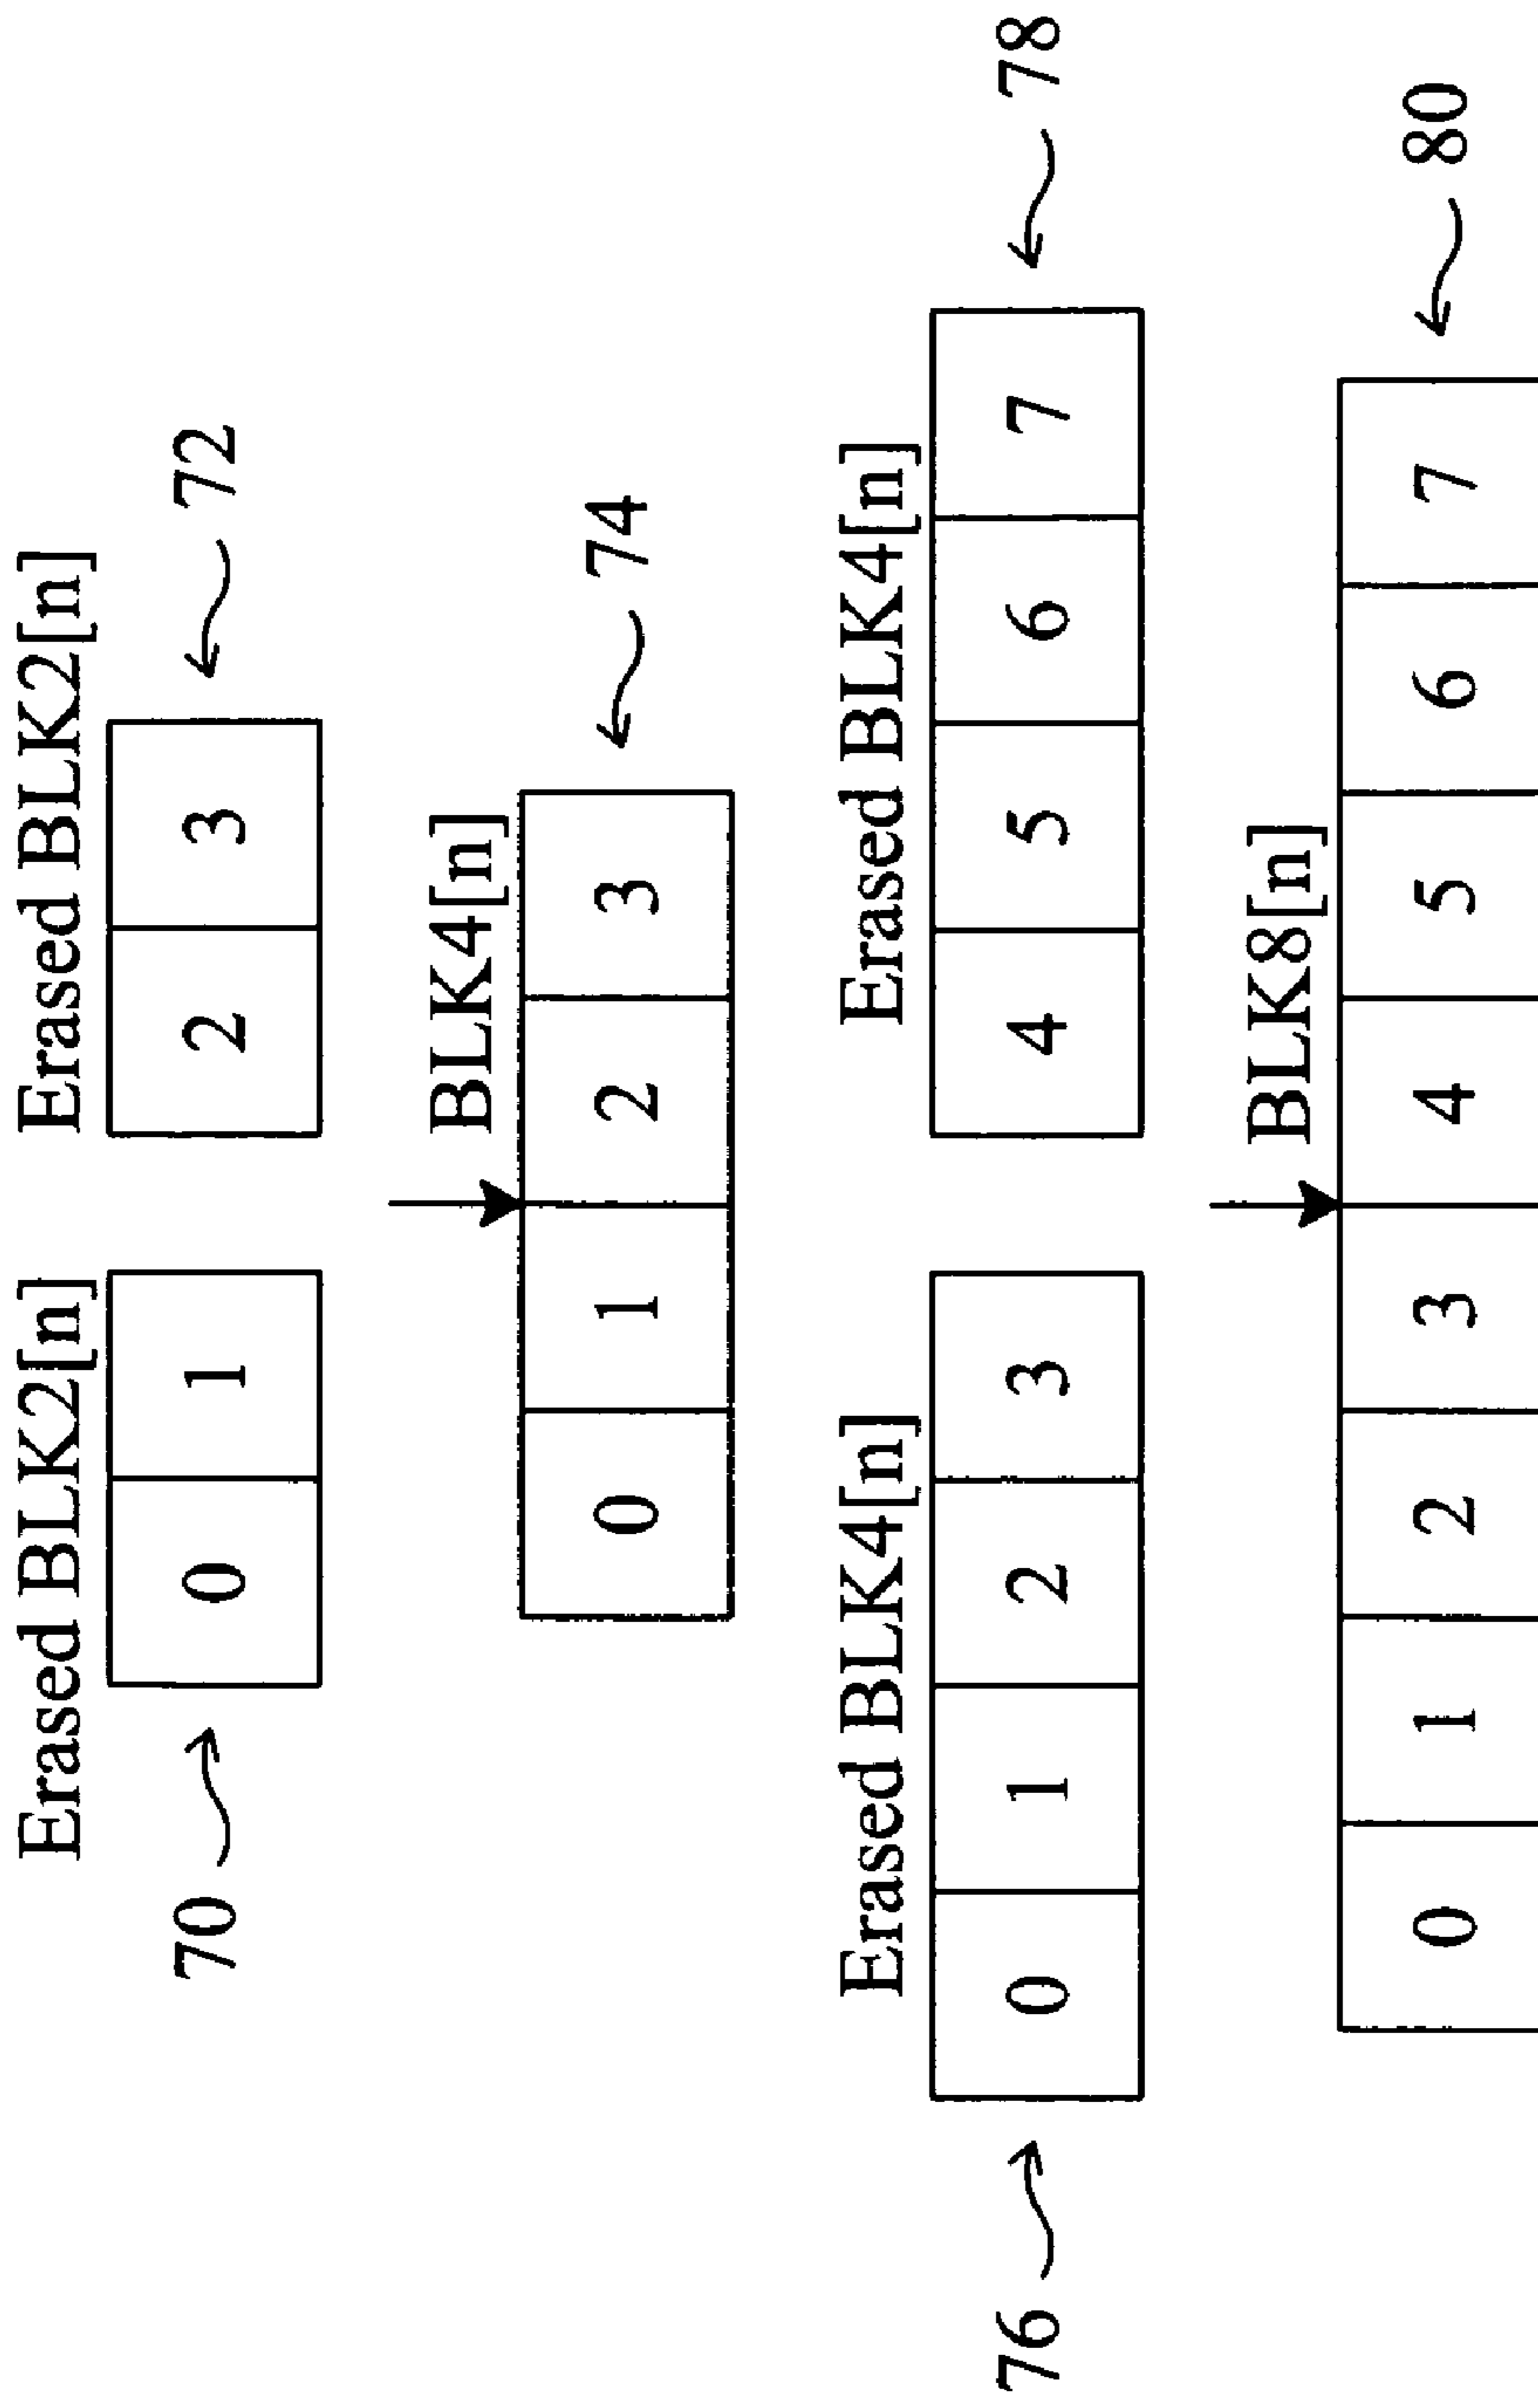 Erased BLK2[n] Erased BLK2[n]
70 0 1 2 3 72
BLK4[n]
0 1 2 3 74
Erased BLK4[n] Erased BLK4[n]
76 0 1 2 3 4 5 6 7 78
BLK8[n]
0 1 2 3 4 5 6 7 80